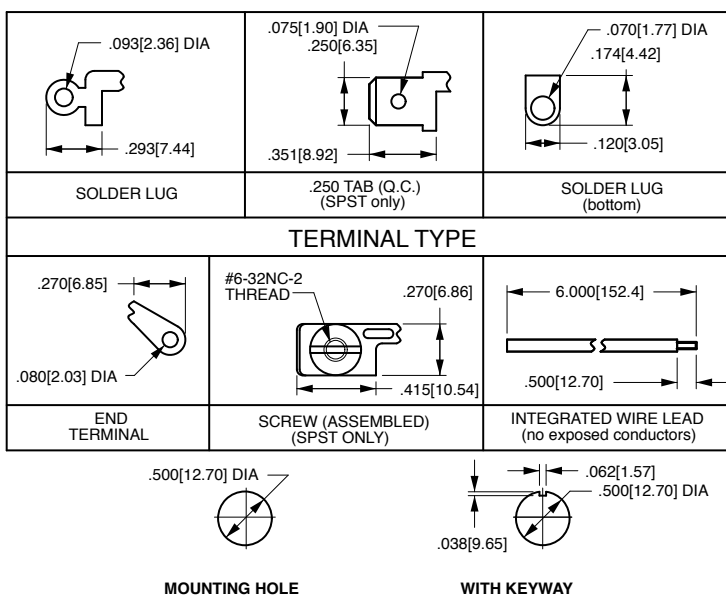 .093[2.36] DIA
.293[7.44]
SOLDER LUG
.075[1.90] DIA
.250[6.35]
.351[8.92]
.250 TAB (Q.C.)
(SPST only)
.070[1.77] DIA
.174[4.42]
.120[3.05]
SOLDER LUG
(bottom)
TERMINAL TYPE
.270[6.85]
.080[2.03] DIA
END
TERMINAL
#6-32NC-2
THREAD
.270[6.86]
.415[10.54]
SCREW (ASSEMBLED)
(SPST ONLY)
6.000[152.4]
.500[12.70]
INTEGRATED WIRE LEAD
(no exposed conductors)
.500[12.70] DIA
MOUNTING HOLE
.062[1.57]
.500[12.70] DIA
.038[9.65]
WITH KEYWAY